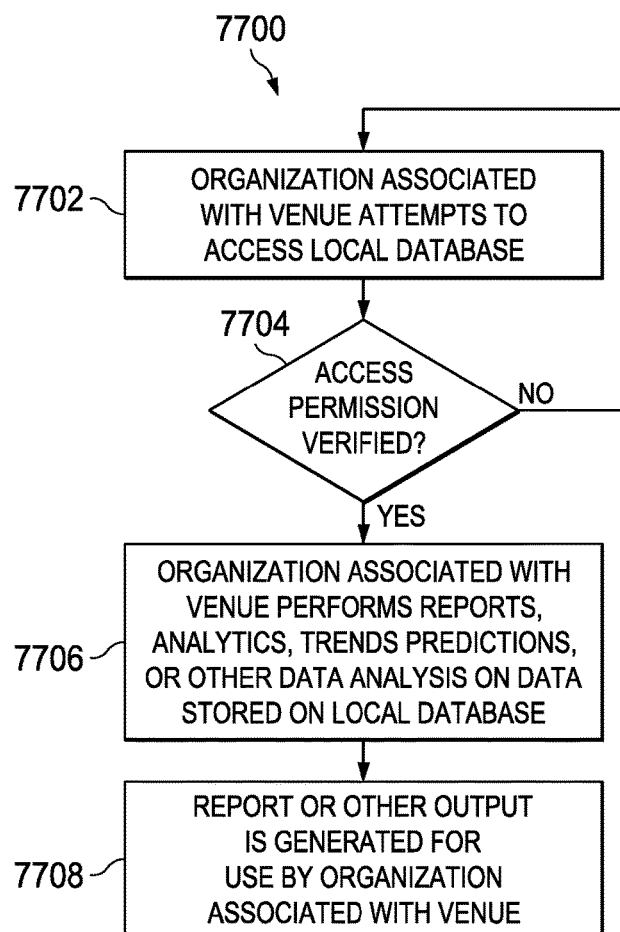 7700
7702
ORGANIZATION ASSOCIATED
WITH VENUE ATTEMPTS TO
ACCESS LOCAL DATABASE
7704
ACCESS
PERMISSION
VERIFIED?
NO
YES
7706
ORGANIZATION ASSOCIATED WITH
VENUE PERFORMS REPORTS,
ANALYTICS, TRENDS PREDICTIONS,
OR OTHER DATA ANALYSIS ON DATA
STORED ON LOCAL DATABASE
7708
REPORT OR OTHER OUTPUT
IS GENERATED FOR
USE BY ORGANIZATION
ASSOCIATED WITH VENUE